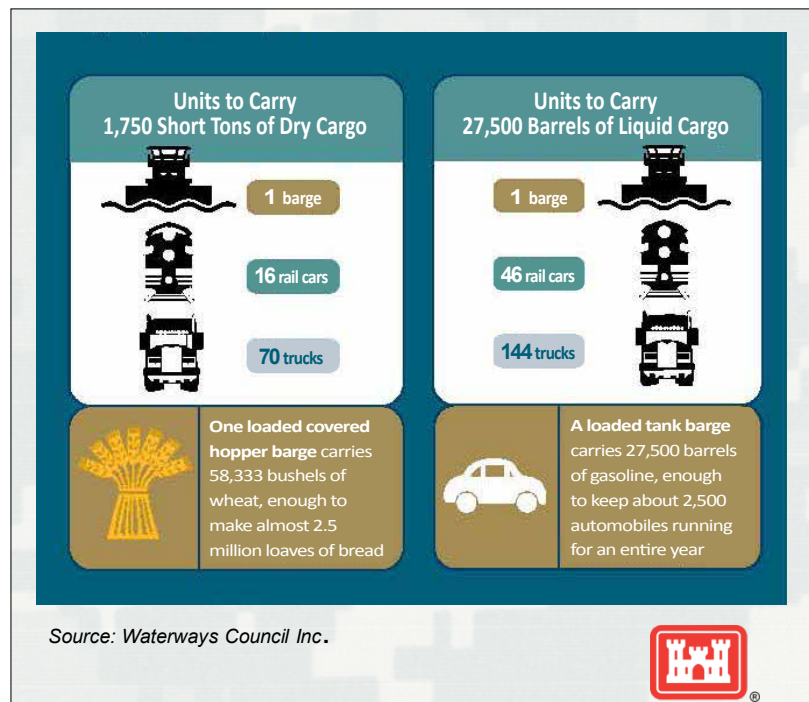 Units to Carry
1,750 Short Tons of Dry Cargo
1 barge
16 rail cars
70 trucks
One loaded covered
hopper barge carries
58,333 bushels of
wheat, enough to
make almost 2.5
million loaves of bread
Units to Carry
27,500 Barrels of Liquid Cargo
1 barge
46 rail cars
144 trucks
A loaded tank barge
carries 27,500 barrels
of gasoline, enough
to keep about 2,500
automobiles running
for an entire year
Source: Waterways Council Inc.
®